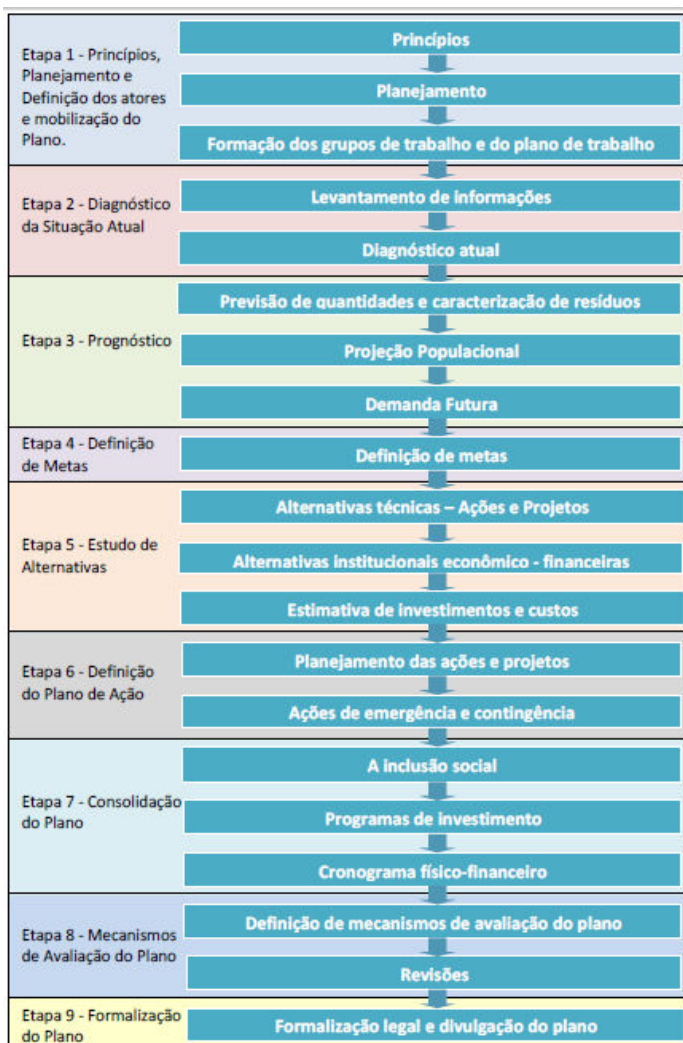 Etapa 1 - Princípios,
Planejamento e
Definição dos atores
e mobilização do
Plano.
Princípios
Planejamento
Formação dos grupos de trabalho e do plano de trabalho
Etapa 2 - Diagnóstico
da Situação Atual
Levantamento de informações
Diagnóstico atual
Etapa 3 - Prognóstico
Previsão de quantidades e caracterização de resíduos
Projeção Populacional
Demanda Futura
Etapa 4 - Definição
de Metas
Definição de metas
Etapa 5 - Estudo de
Alternativas
Alternativas técnicas – Ações e Projetos
Alternativas institucionais econômico - financeiras
Estimativa de investimentos e custos
Etapa 6 - Definição
do Plano de Ação
Planejamento das ações e projetos
Ações de emergência e contingência
Etapa 7 - Consolidação
do Plano
A inclusão social
Programas de investimento
Cronograma físico-financeiro
Etapa 8 - Mecanismos
de Avaliação do Plano
Definição de mecanismos de avaliação do plano
Revisões
Etapa 9 - Formalização
do Plano
Formalização legal e divulgação do plano